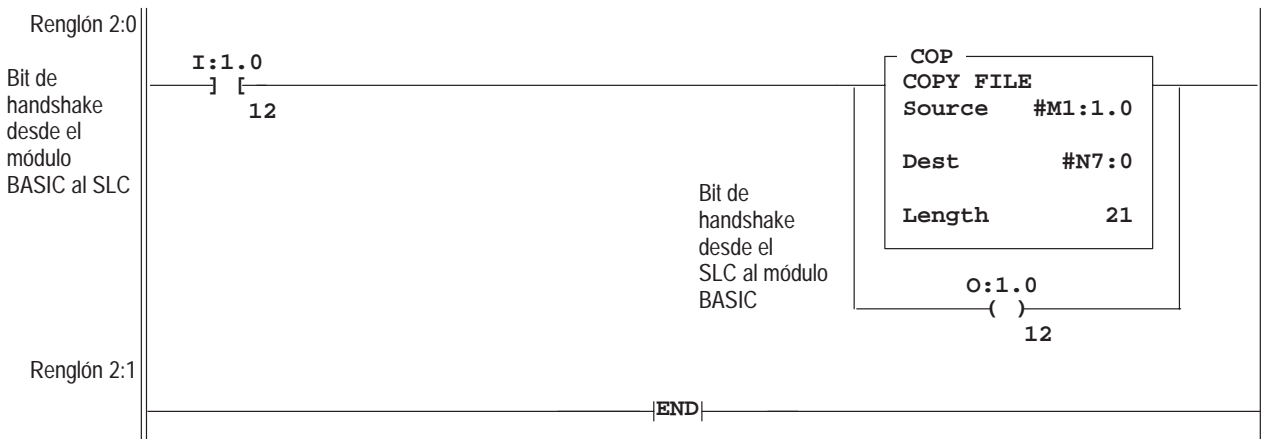 Renglón 2:0
Bit de
handshake
desde el
módulo
BASIC al SLC
I:1.0
] [
12
COP
COPY FILE
Source #M1:1.0
Dest #N7:0
Length 21
Bit de
handshake
desde el
SLC al módulo
BASIC
O:1.0
( )
12
Renglón 2:1
END